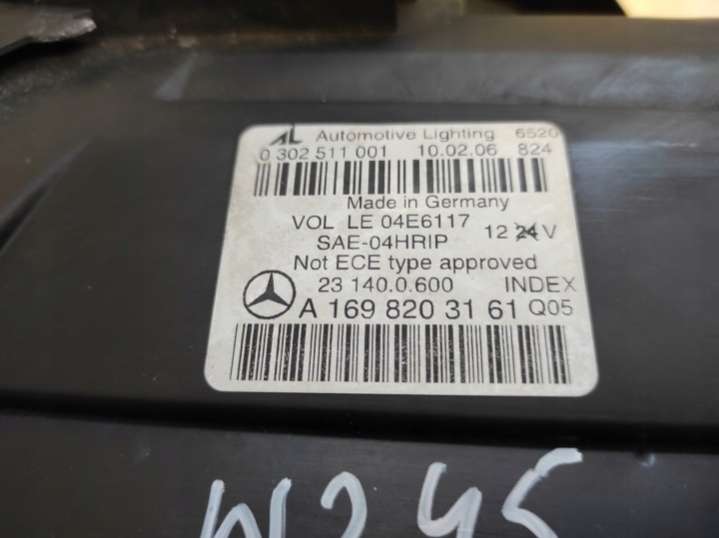 AL Automotive Lighting 6520
0 302 511 001 10.02.06 824
Made in Germany
VOL LE 04E6117
12 24 V
SAE-04HRIP
Not ECE type approved
23 140.0.600 INDEX
A 169 820 31 61 Q05
W245